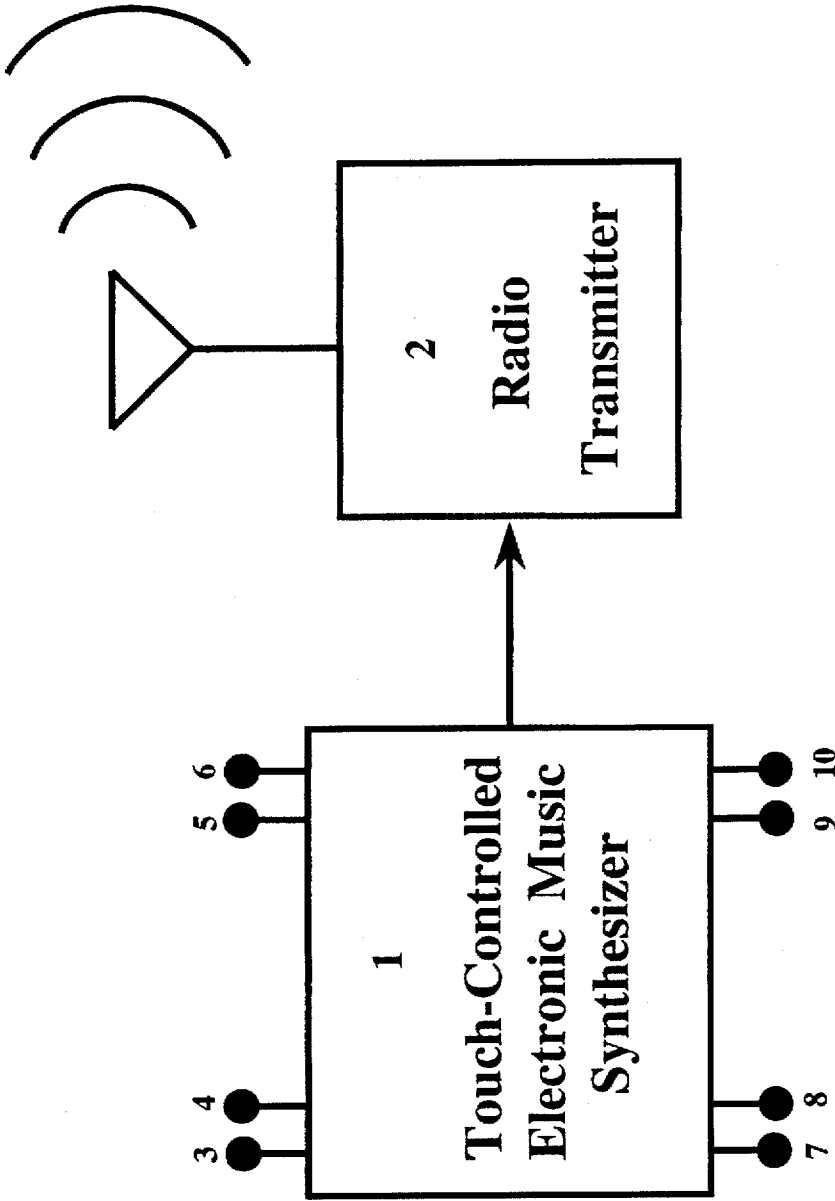 3 4 5 6
1
Touch-Controlled
Electronic Music
Synthesizer
7 8 9 10
2
Radio
Transmitter